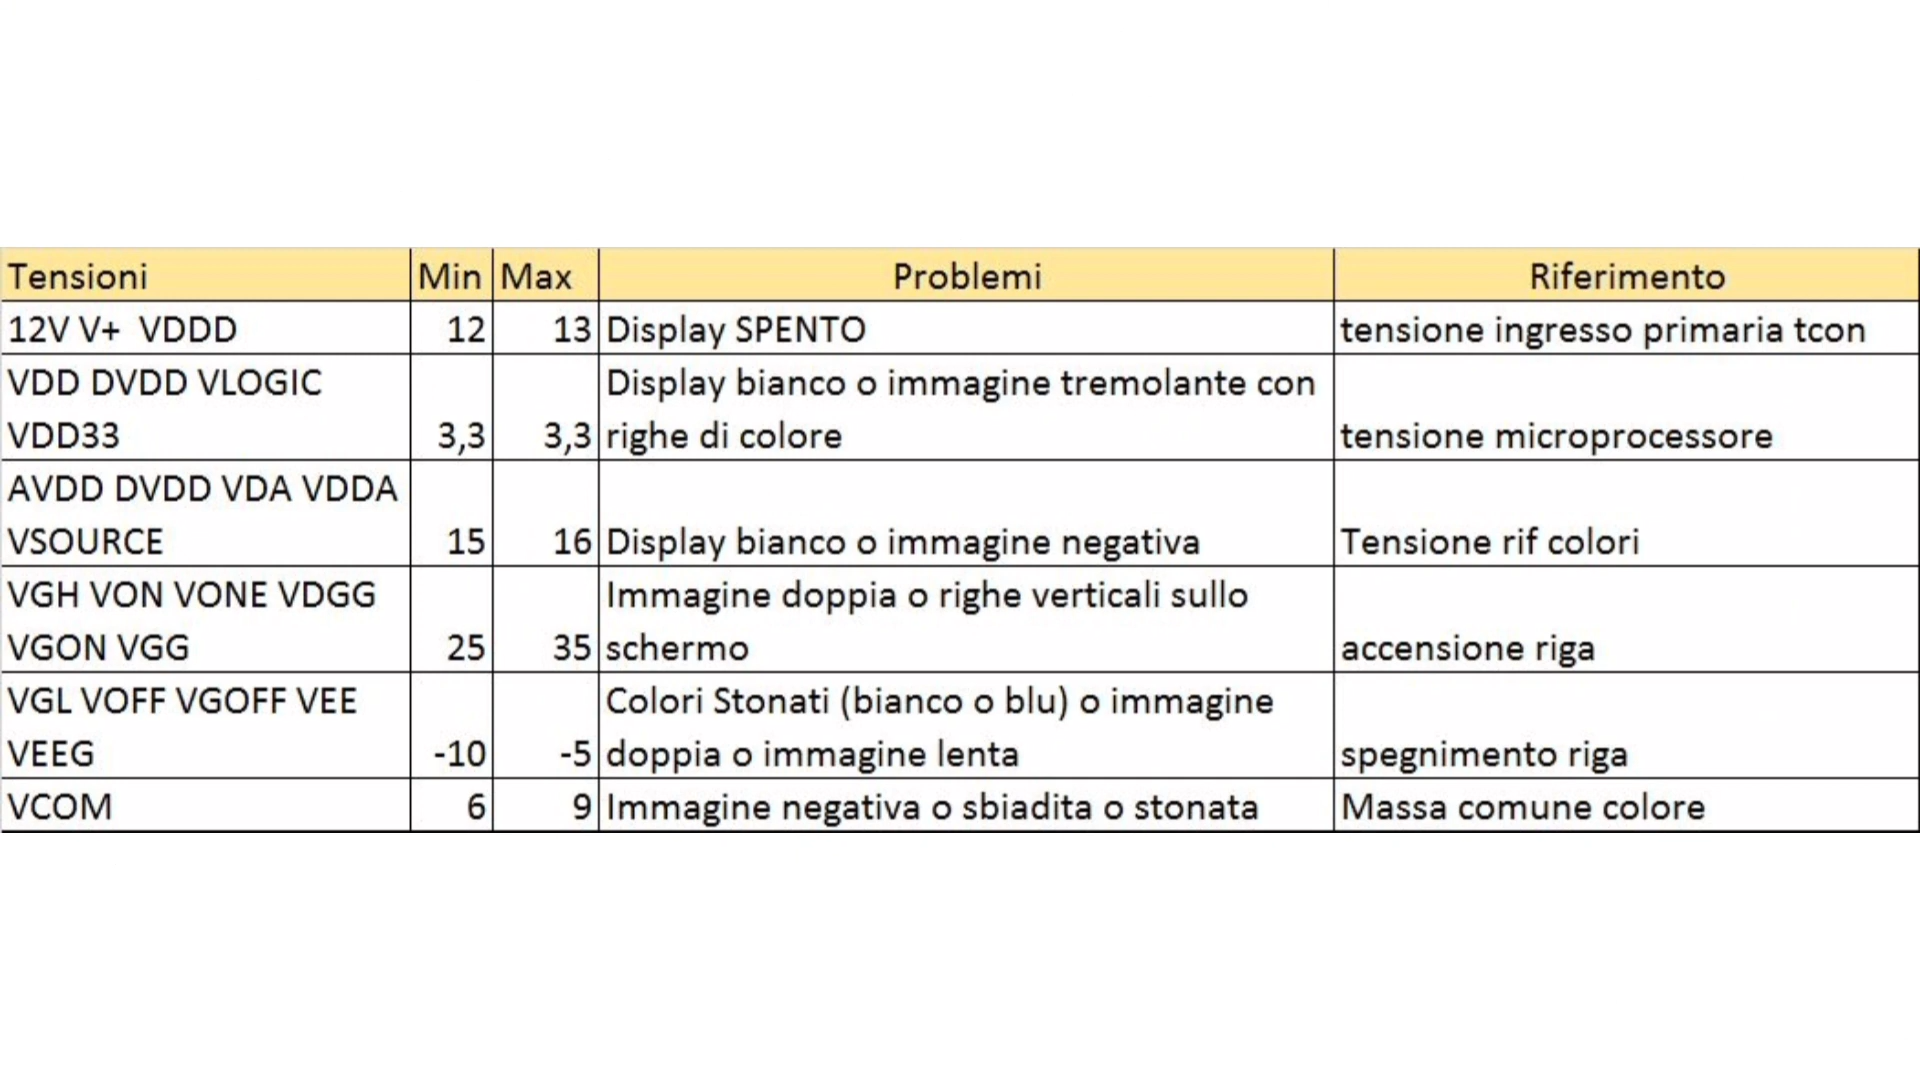 Tensioni Min Max Problemi Riferimento
12V V+ VDDD 12 13 Display SPENTO tensione ingresso primaria tcon
VDD DVDD VLOGIC Display bianco o immagine tremolante con
VDD33 3,3 3,3 righe di colore tensione microprocessore
AVDD DVDD VDA VDDA
VSOURCE 15 16 Display bianco o immagine negativa Tensione rif colori
VGH VON VONE VDGG Immagine doppia o righe verticali sullo
VGON VGG 25 35 schermo accensione riga
VGL VOFF VGOFF VEE Colori Stonati (bianco o blu) o immagine
VEEG -10 -5 doppia o immagine lenta spegnimento riga
VCOM 6 9 Immagine negativa o sbiadita o stonata Massa comune colore